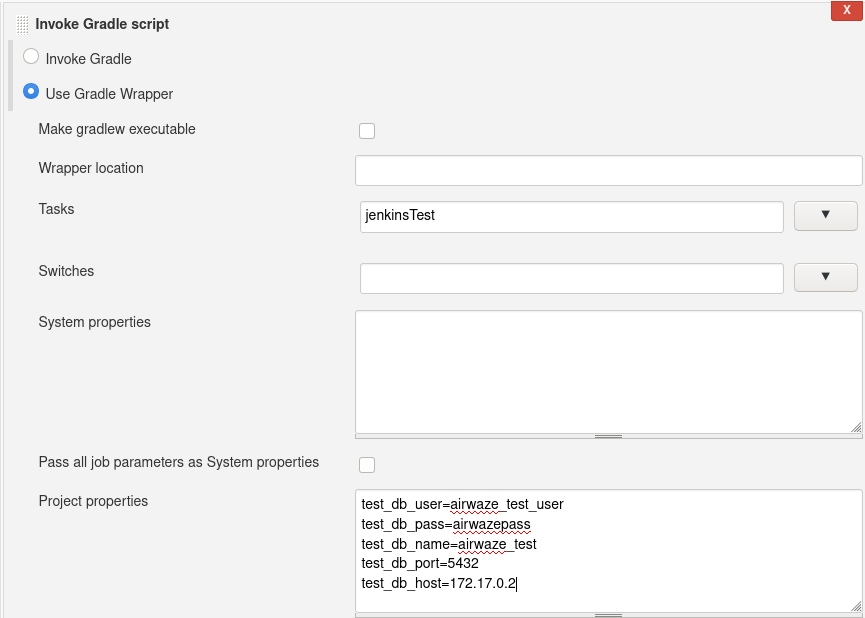 X
Invoke Gradle script
Invoke Gradle
Use Gradle Wrapper
Make gradlew executable
Wrapper location
Tasks
jenkinsTest
▼
Switches
▼
System properties
Pass all job parameters as System properties
Project properties
test_db_user=airwaze_test_user
test_db_pass=airwazepass
test_db_name=airwaze_test
test_db_port=5432
test_db_host=172.17.0.2